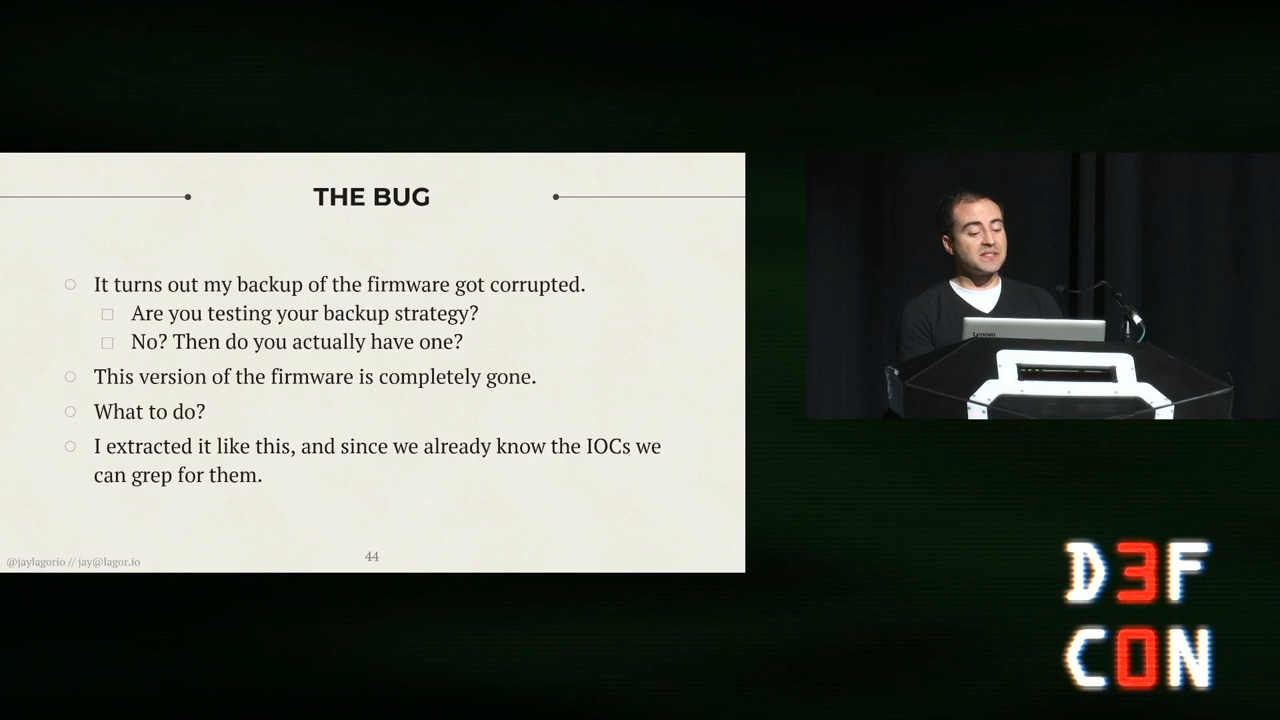 THE BUG
It turns out my backup of the firmware got corrupted.
Are you testing your backup strategy?
No? Then do you actually have one?
This version of the firmware is completely gone.
What to do?
I extracted it like this, and since we already know the IOCs we
can grep for them.
@jaylagorio // jay@lagor.io
44
Lenovo
D3F
C0N